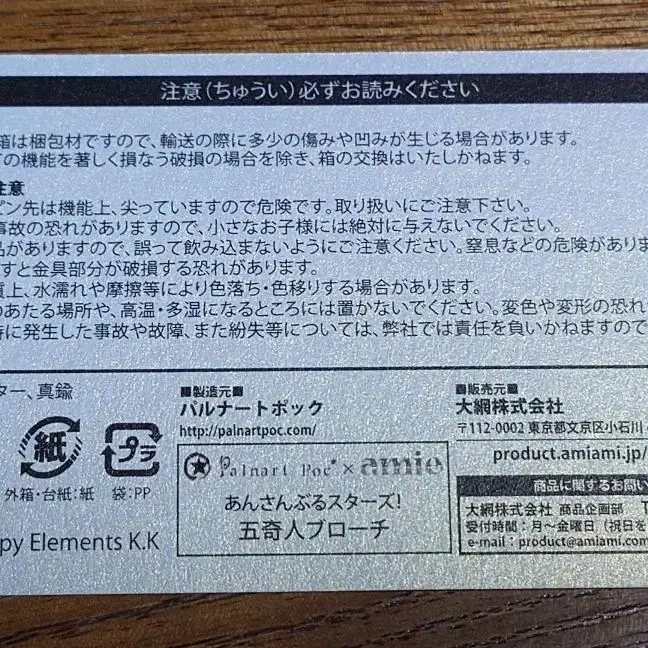 注意（ちゅうい）必ずお読みください
箱は梱包材ですので、輸送の際に多少の傷みや凹みが生じる場合があります。
ての機能を著しく損なう破損の場合を除き、箱の交換はいたしかねます。
注意
ピン先は機能上、尖っていますので危険です。取り扱いにご注意下さい。
事故の恐れがありますので、小さなお子様には絶対に与えないでください。
品がありますので、誤って飲み込まないようにご注意ください。窒息などの危険がありま
すと金具部分が破損する恐れがあります。
質上、水濡れや摩擦等により色落ち・色移りする場合があります。
のあたる場所や、高温・多湿になるところには置かないでください。変色や変形の恐れ
時に発生した事故や故障、また紛失等については、弊社では責任を負いかねますので
ター、真鍮
紙
プラ
外箱・台紙：紙 袋：PP
py Elements K.K
■製造元■
パルナートポック
http://palnartpoc.com/
Palnart Poc × amie
あんさんぶるスターズ！
五奇人ブローチ
■販売元■
大網株式会社
〒112-0002 東京都文京区小石川
product.amiami.jp/
商品に関するお問い
大網株式会社 商品企画部 T
受付時間：月～金曜日（祝日を
e-mail：product@amiami.com